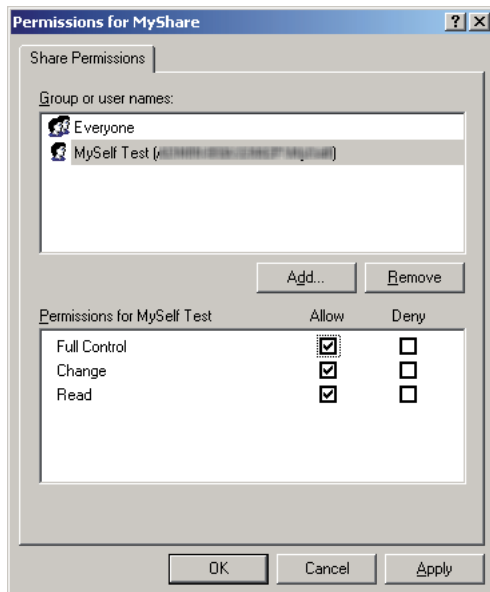 Permissions for MyShare
Share Permissions
Group or user names:
Everyone
MySelf Test ( )
Add... Remove
Permissions for MySelf Test Allow Deny
Full Control
Change
Read
OK Cancel Apply